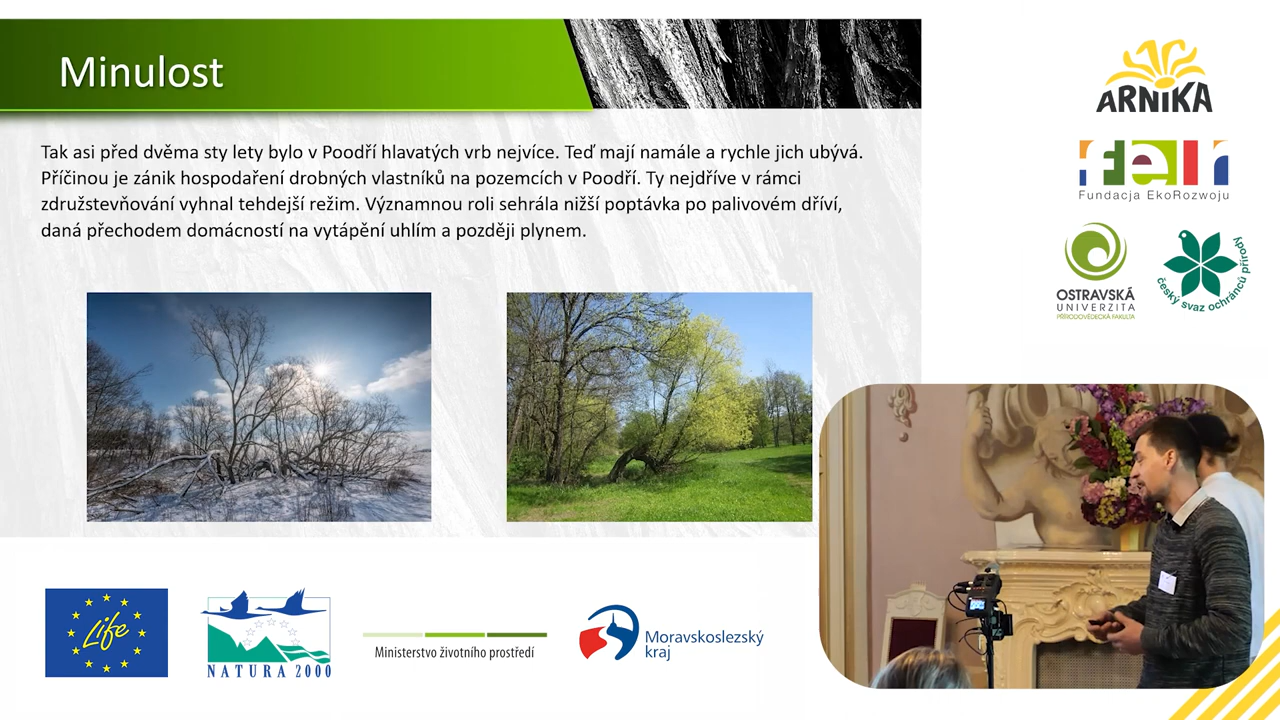 Minulost
Tak asi před dvěma sty lety bylo v Poodří hlavatých vrb nejvíce. Teď mají namále a rychle jich ubývá.
Příčinou je zánik hospodaření drobných vlastníků na pozemcích v Poodří. Ty nejdříve v rámci
združstevňování vyhnal tehdejší režim. Významnou roli sehrála nižší poptávka po palivovém dříví,
daná přechodem domácností na vytápění uhlím a později plynem.
ARNIKA
feri
Fundacja EkoRozwoju
OSTRAVSKÁ
UNIVERZITA
PŘÍRODOVĚDECKÁ FAKULTA
český svaz ochránců přírody
Life
NATURA 2000
Ministerstvo životního prostředí
Moravskoslezský
kraj